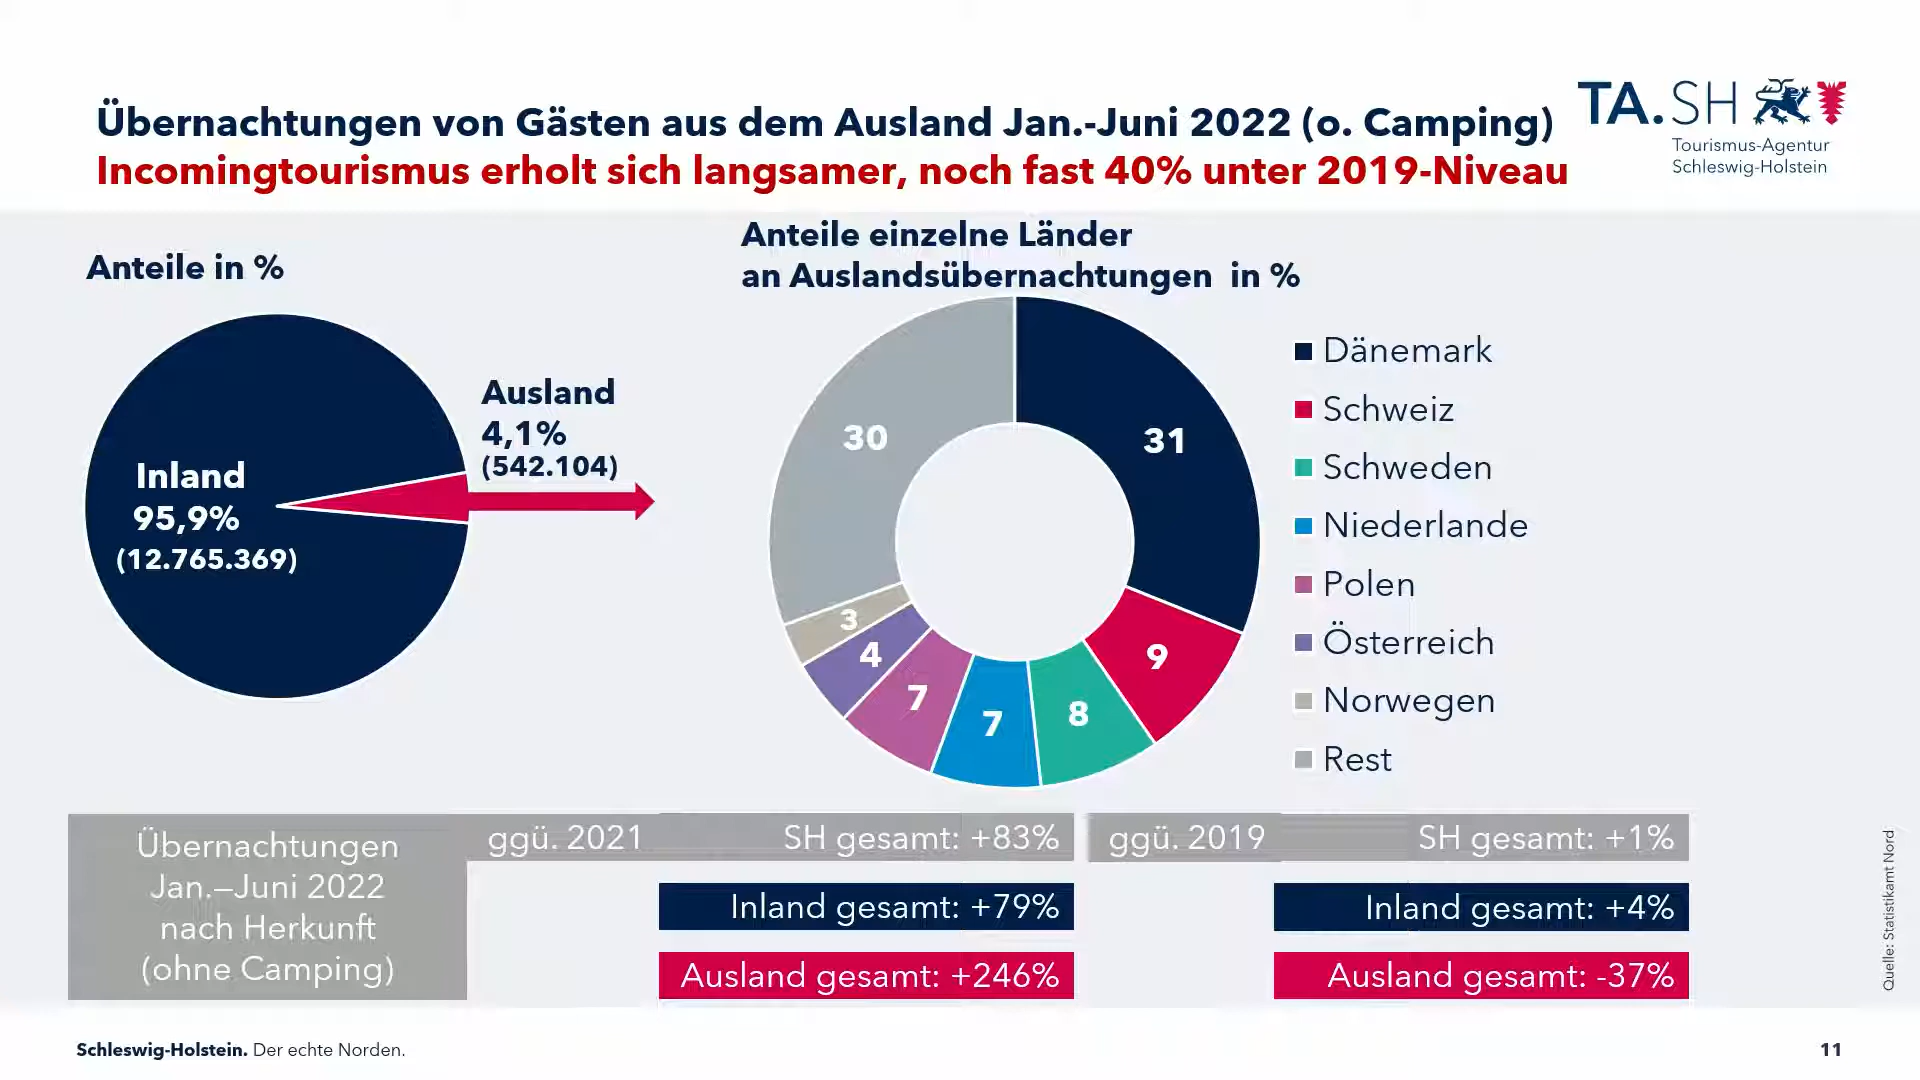 Übernachtungen von Gästen aus dem Ausland Jan.-Juni 2022 (o. Camping)
Incomingtourismus erholt sich langsamer, noch fast 40% unter 2019-Niveau
TA.SH
Tourismus-Agentur
Schleswig-Holstein
Anteile in %
Inland
95,9%
(12.765.369)
Ausland
4,1%
(542.104)
Anteile einzelne Länder
an Auslandsübernachtungen in %
31
9
8
7
7
4
3
30
Dänemark
Schweiz
Schweden
Niederlande
Polen
Österreich
Norwegen
Rest
Übernachtungen
Jan.–Juni 2022
nach Herkunft
(ohne Camping)
ggü. 2021 SH gesamt: +83%
Inland gesamt: +79%
Ausland gesamt: +246%
ggü. 2019 SH gesamt: +1%
Inland gesamt: +4%
Ausland gesamt: -37%
Quelle: Statistikamt Nord
Schleswig-Holstein. Der echte Norden.
11